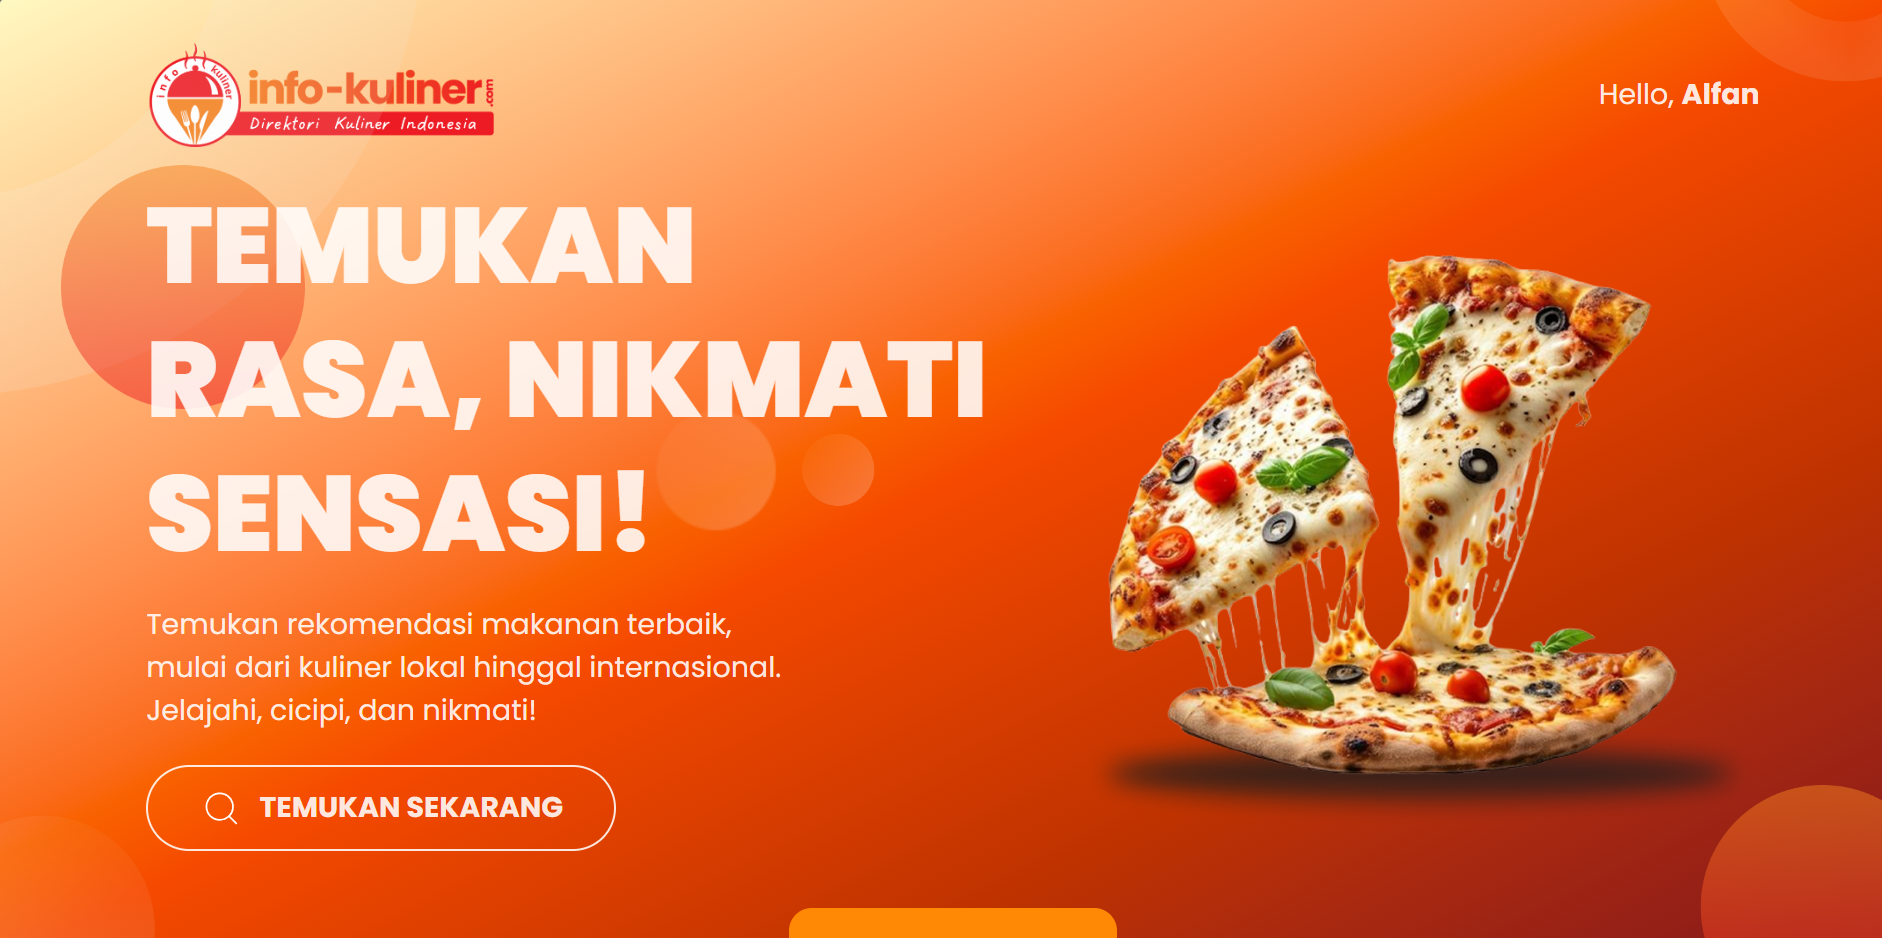 info kuliner
info-kuliner.com
Direktori Kuliner Indonesia
Hello, Alfan
TEMUKAN
RASA, NIKMATI
SENSASI!
Temukan rekomendasi makanan terbaik,
mulai dari kuliner lokal hinggal internasional.
Jelajahi, cicipi, dan nikmati!
TEMUKAN SEKARANG